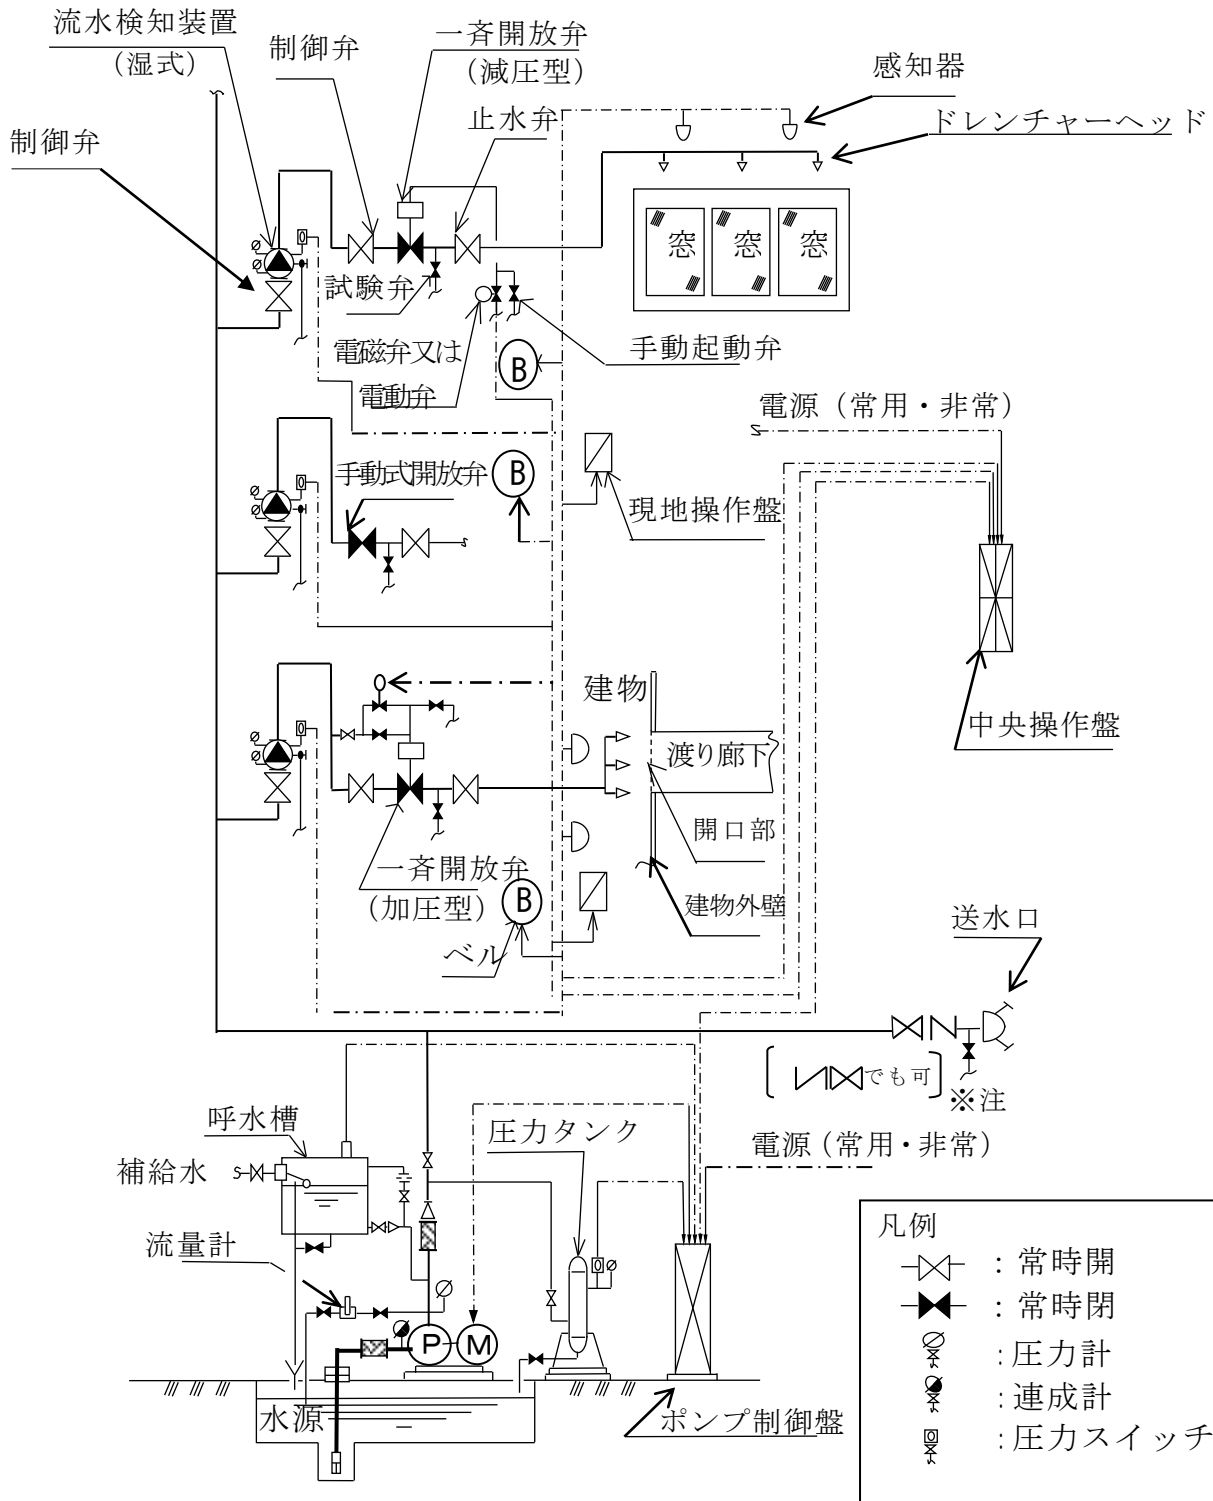 流水検知装置
（湿式）
制御弁
一斉開放弁
（減圧型）
止水弁
感知器
ドレンチャーヘッド
制御弁
窓
窓
窓
試験弁
電磁弁又は
電動弁
手動起動弁
B
電源（常用・非常）
手動式開放弁
B
現地操作盤
中央操作盤
建物
渡り廊下
開口部
一斉開放弁
（加圧型）
B
ベル
建物外壁
送水口
でも可
※注
呼水槽
圧力タンク
電源（常用・非常）
補給水
流量計
P
M
水源
ポンプ制御盤
凡例
：常時開
：常時閉
：圧力計
：連成計
：圧力スイッチ